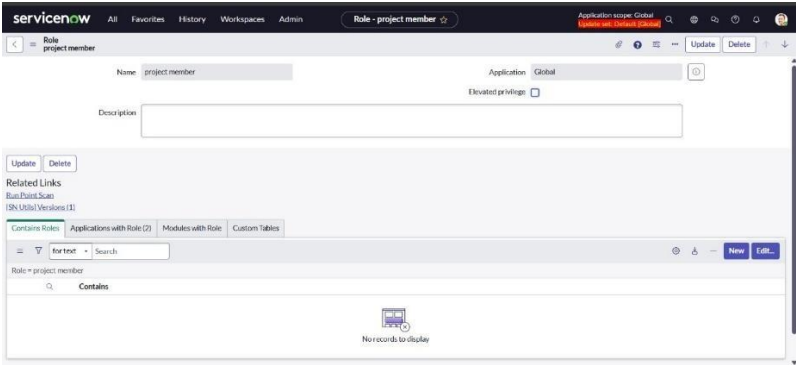 servicenow All Favorites History Workspaces Admin Role - project member Application scope: Global
Update set: Default [Global]
Role
project member
Update Delete
Name project member Application Global
Elevated privilege
Description
Update Delete
Related Links
Run Point Scan
[SN Utils] Versions (1)
Contains Roles Applications with Role (2) Modules with Role Custom Tables
for text Search New Edit...
Role = project member
Contains
No records to display